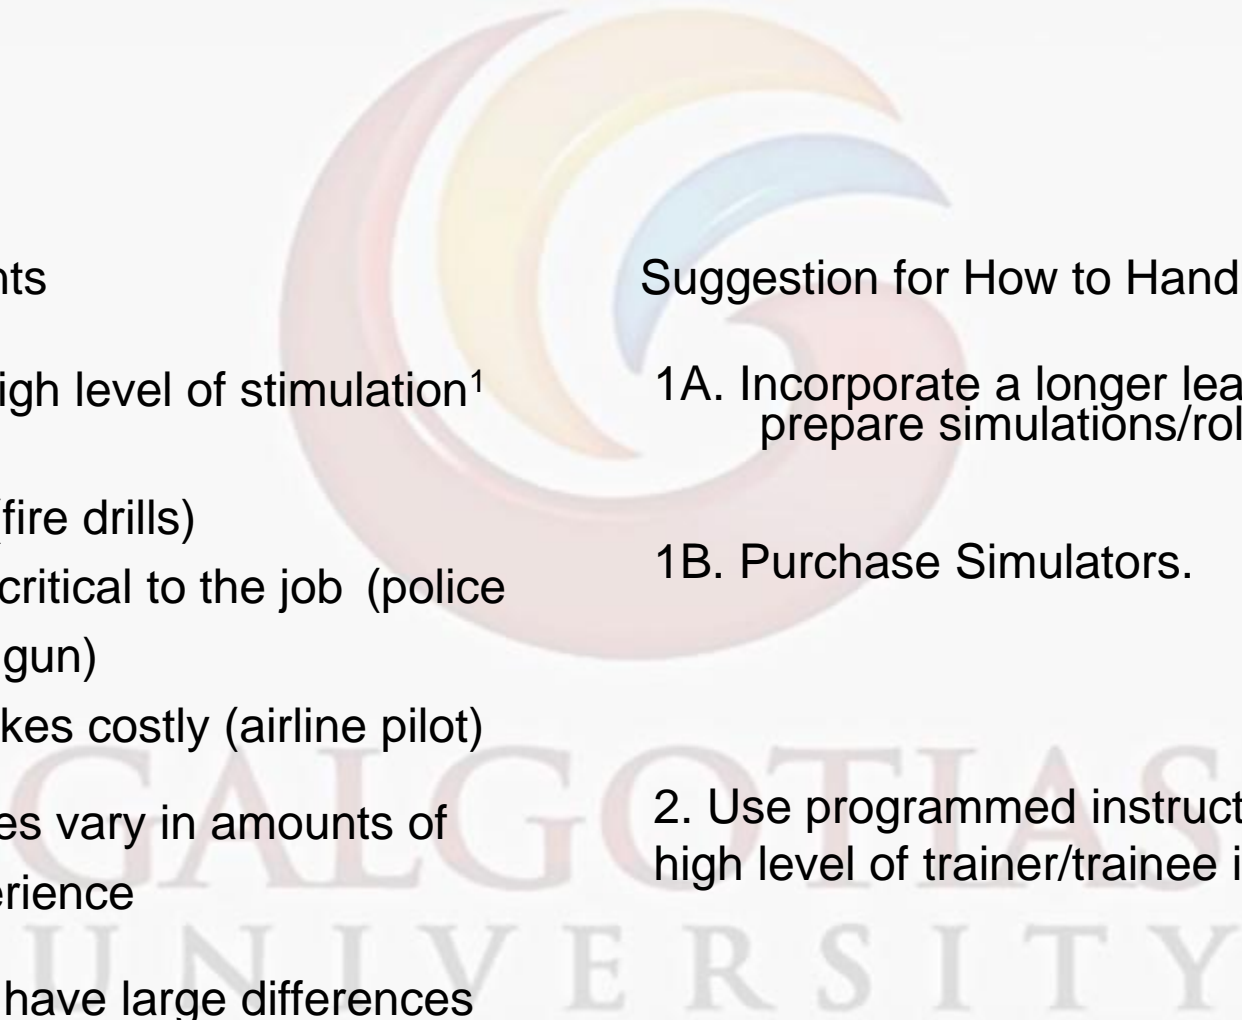 nts
igh level of stimulation¹
(fire drills)
critical to the job (police
gun)
kes costly (airline pilot)
es vary in amounts of
erience
have large differences
Suggestion for How to Hand
1A. Incorporate a longer lea
prepare simulations/rol
1B. Purchase Simulators.
2. Use programmed instruct
high level of trainer/trainee i
GALGOTIAS
UNIVERSITY